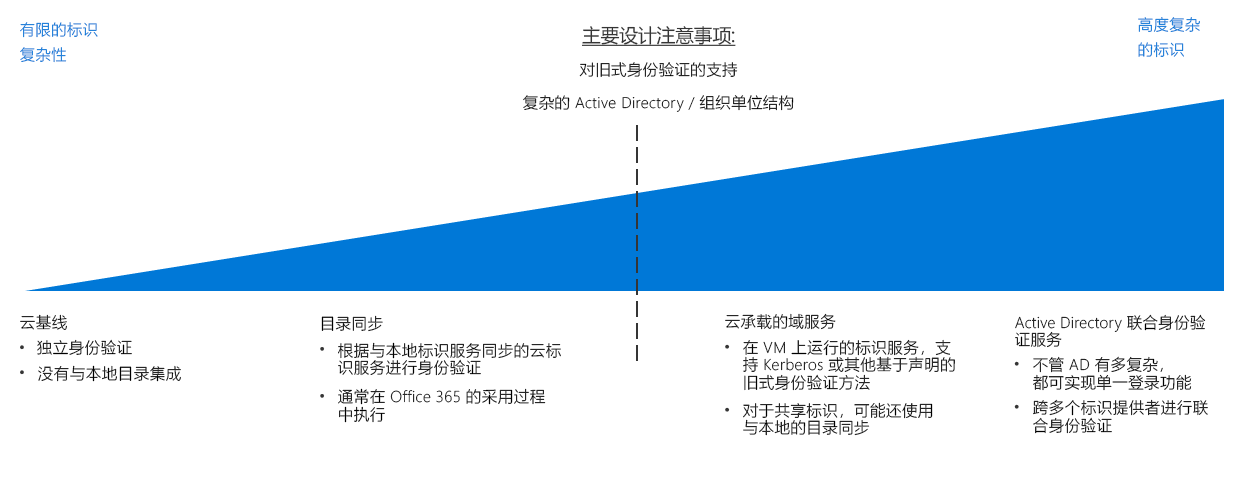 有限的标识
复杂性
主要设计注意事项:
对旧式身份验证的支持
复杂的 Active Directory / 组织单位结构
高度复杂
的标识
云基线
• 独立身份验证
• 没有与本地目录集成
目录同步
• 根据与本地标识服务同步的云标
识服务进行身份验证
• 通常在 Office 365 的采用过程
中执行
云承载的域服务
• 在 VM 上运行的标识服务，支
持 Kerberos 或其他基于声明的
旧式身份验证方法
• 对于共享标识，可能还使用
与本地的目录同步
Active Directory 联合身份验
证服务
• 不管 AD 有多复杂，
都可实现单一登录功能
• 跨多个标识提供者进行联
合身份验证